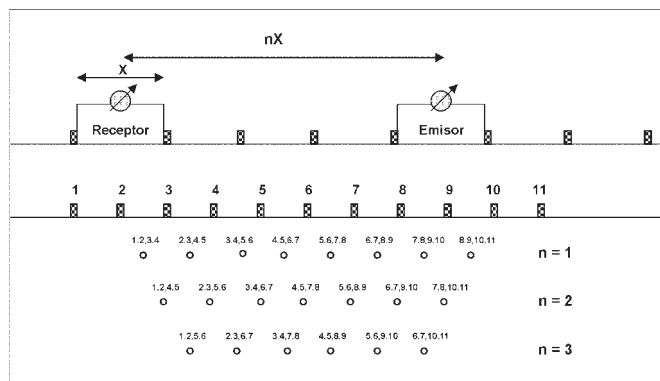 nX
X
Receptor
Emisor
1 2 3 4 5 6 7 8 9 10 11
1.2,3.4 2.3,4.5 3.4,5.6 4.5,6.7 5.6,7.8 6.7,8.9 7.8,9.10 8.9,10.11 n = 1
1.2,4.5 2.3,5.6 3.4,6.7 4.5,7.8 5.6,8.9 6.7,9.10 7.8,10.11 n = 2
1.2,5.6 2.3,6.7 3.4,7.8 4.5,8.9 5.6,9.10 6.7,10.11 n = 3